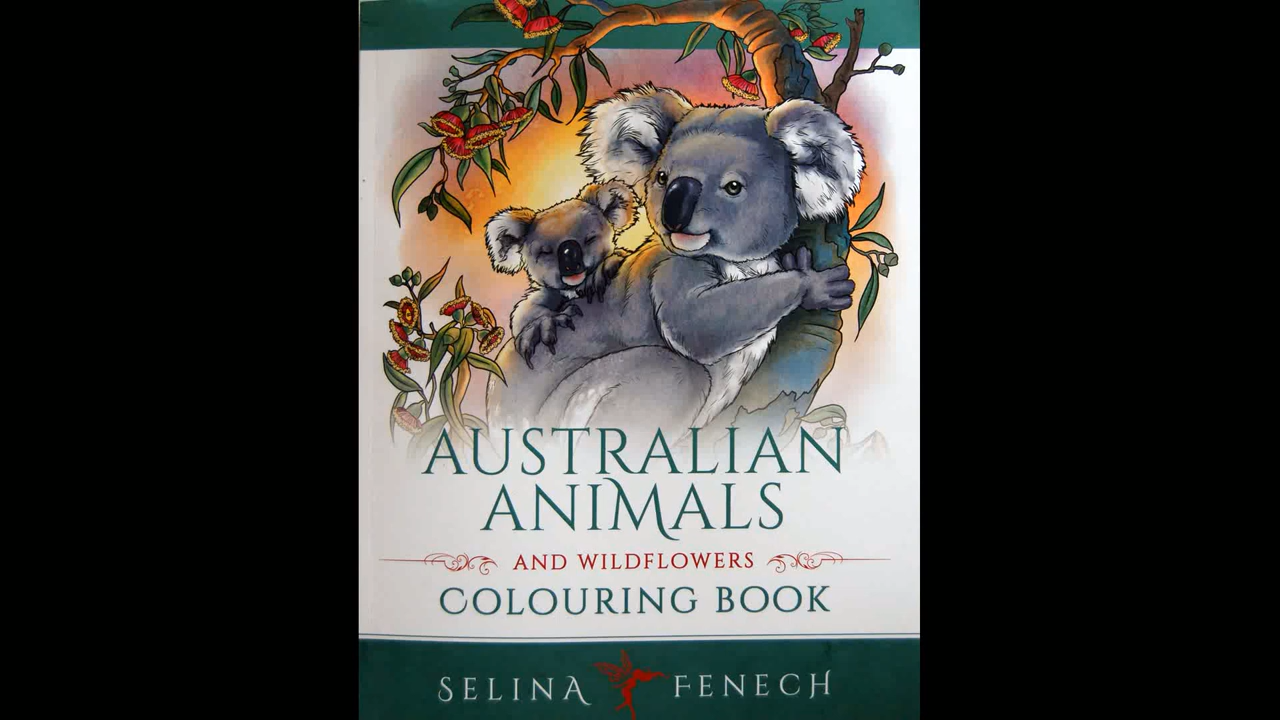 AUSTRALIAN
ANIMALS
AND WILDFLOWERS
COLOURING BOOK
SELINA FENECH